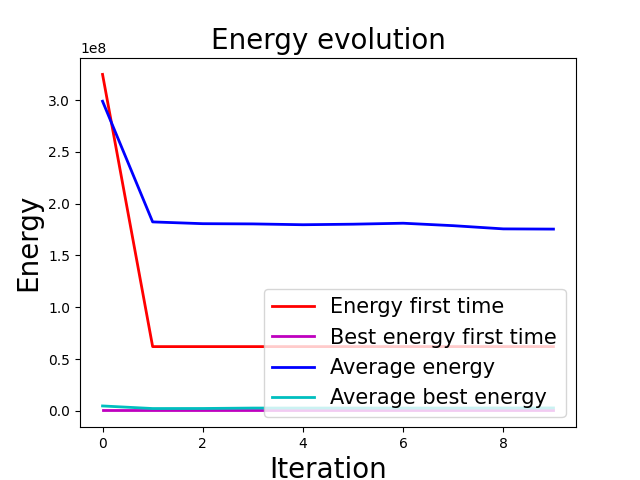 Energy evolution
1e8
3.0
2.5
2.0
1.5
1.0
0.5
0.0
Energy
Energy first time
Best energy first time
Average energy
Average best energy
0 2 4 6 8
Iteration